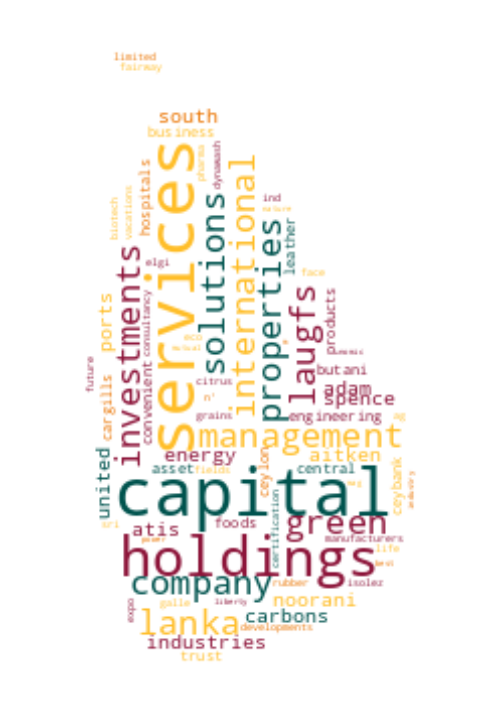 limited
fairway
south
business
services
pharma
dynawash
hospitals
international
biotech
vacations
solutions
ind
nature
properties
leather
investments
elgi
face
laugfs
products
ports
convenient
consultancy
eco
mutual
future
citrus
butani
adam
spence
cargills
n'
grains
engineering
management
energy
aitken
united
asset
fields
ceylon
central
ceybank
industry
capital
sri
atis
foods
green
certification
power
manufacturers
life
holdings
company
rubber
isolez
expo
galle
liberty
noorani
lanka
carbons
developments
industries
trust